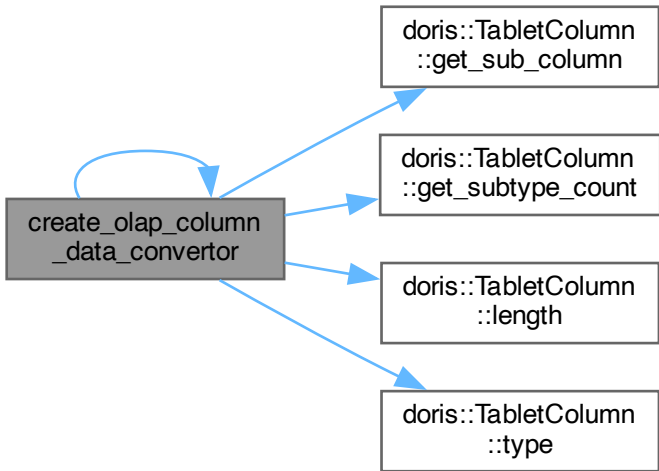 doris::TabletColumn
::get_sub_column
doris::TabletColumn
::get_subtype_count
create_olap_column
_data_convertor
doris::TabletColumn
::length
doris::TabletColumn
::type